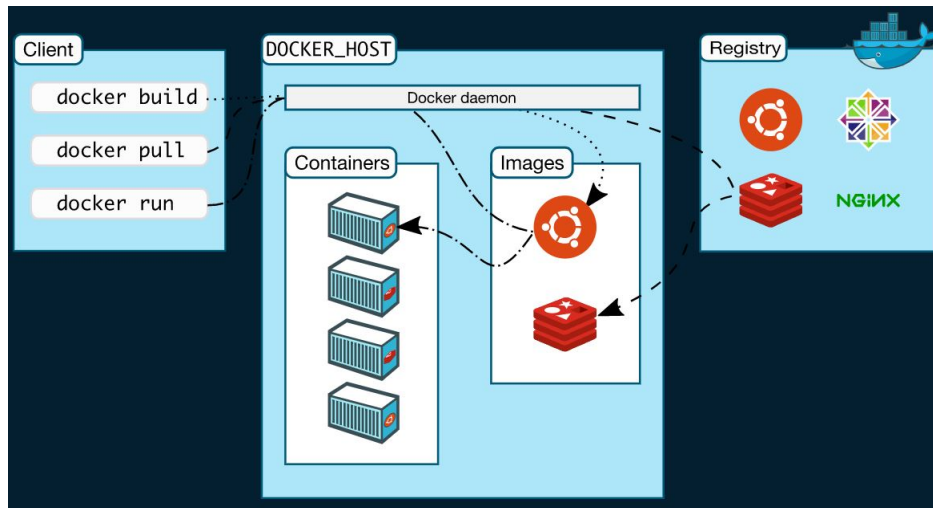 Client
docker build
docker pull
docker run
DOCKER_HOST
Docker daemon
Containers
Images
Registry
NGiNX